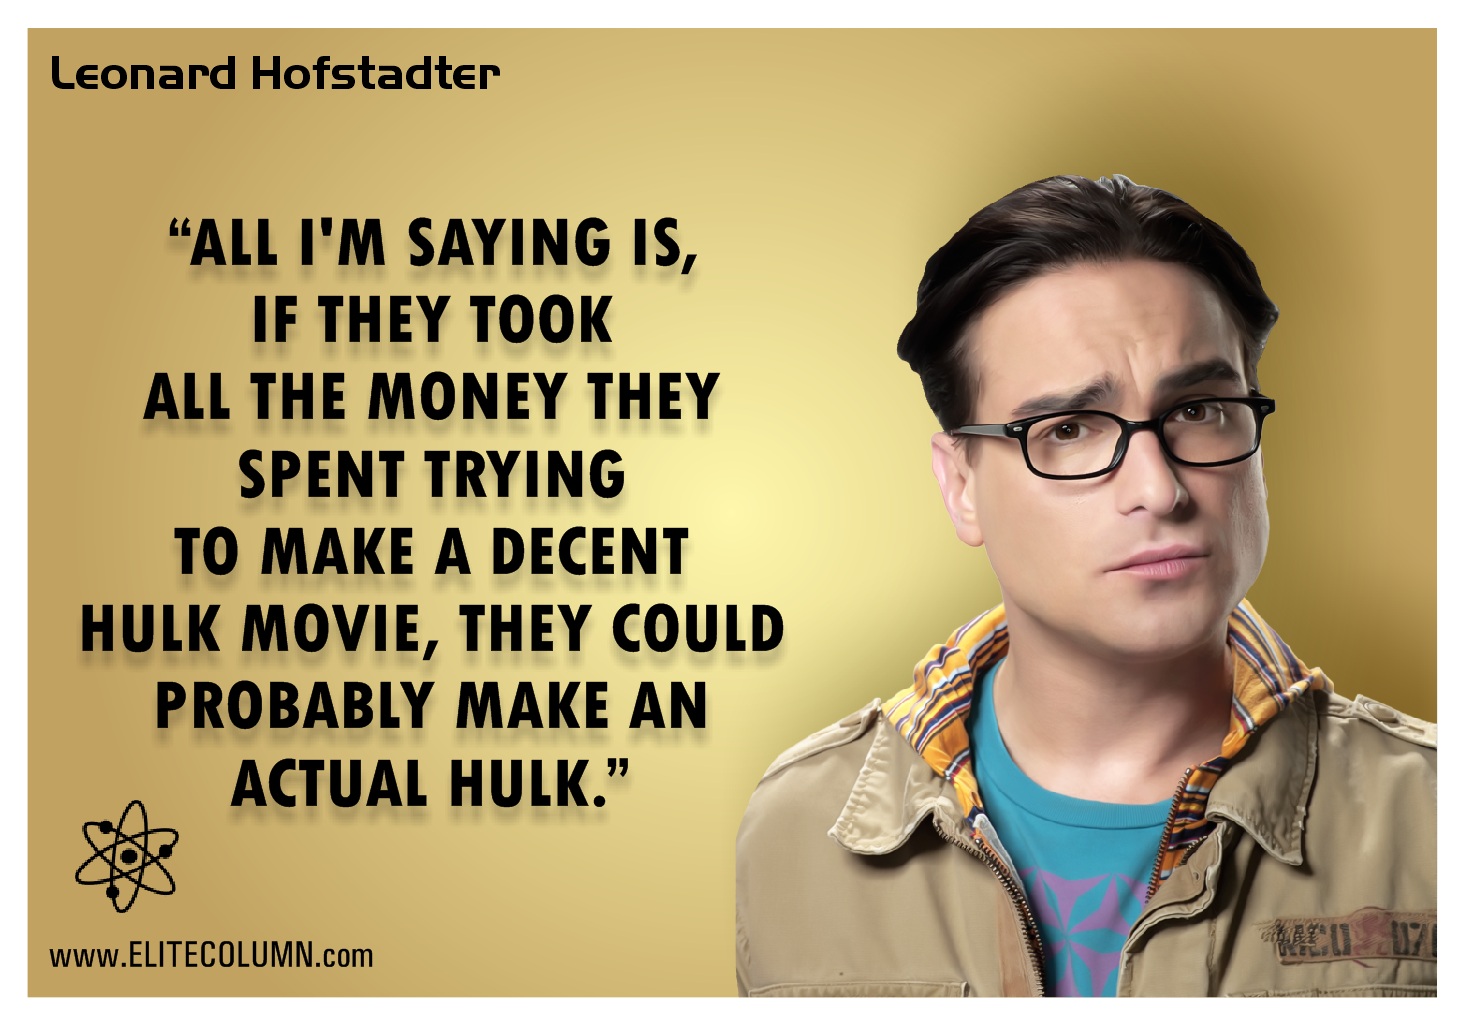 Leonard Hofstadter
“ALL I'M SAYING IS,
IF THEY TOOK
ALL THE MONEY THEY
SPENT TRYING
TO MAKE A DECENT
HULK MOVIE, THEY COULD
PROBABLY MAKE AN
ACTUAL HULK.”
www.ELITECOLUMN.com